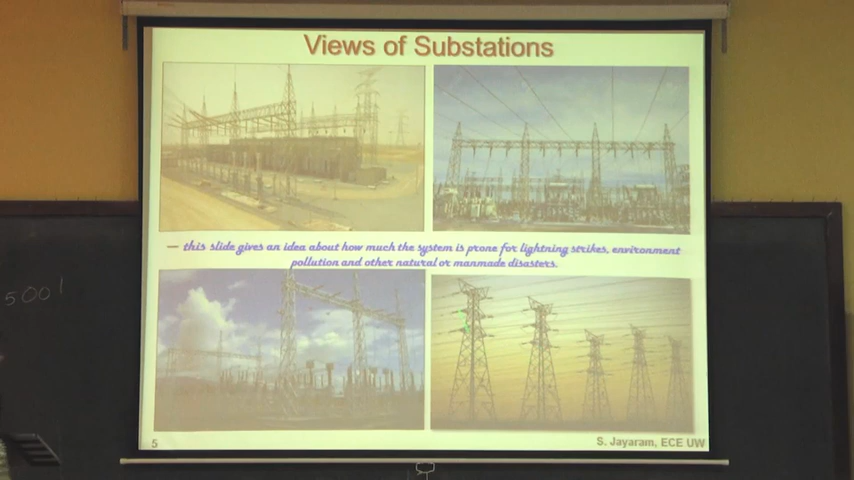 Views of Substations
— this slide gives an idea about how much the system is prone for lightning strikes, environment
pollution and other natural or manmade disasters.
5001
5
S. Jayaram, ECE UW